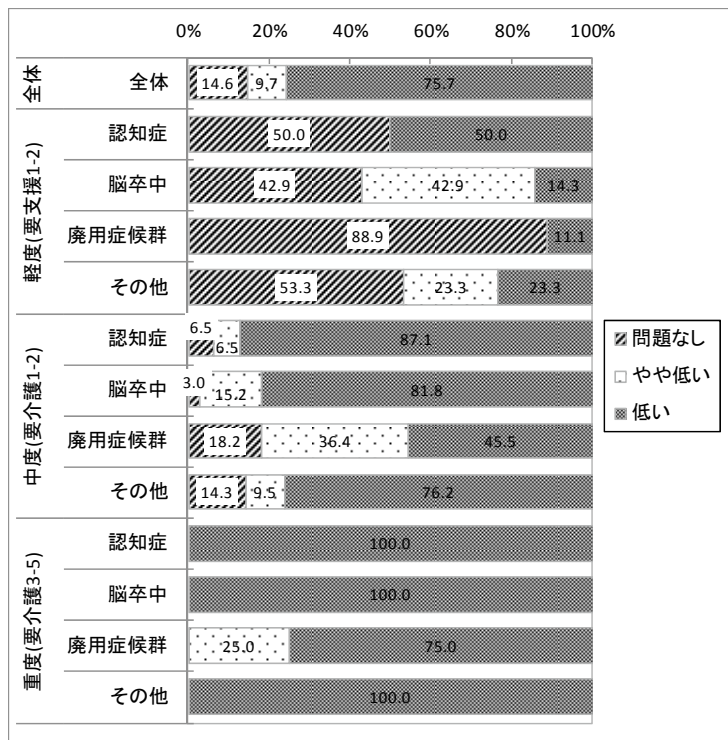 0% 20% 40% 60% 80% 100%
全体
全体 14.6 9.7 75.7
軽度(要支援1-2)
認知症 50.0 50.0
脳卒中 42.9 42.9 14.3
廃用症候群 88.9 11.1
その他 53.3 23.3 23.3
中度(要介護1-2)
認知症 6.5 6.5 87.1
脳卒中 3.0 15.2 81.8
廃用症候群 18.2 36.4 45.5
その他 14.3 9.5 76.2
重度(要介護3-5)
認知症 100.0
脳卒中 100.0
廃用症候群 25.0 75.0
その他 100.0
問題なし
やや低い
低い